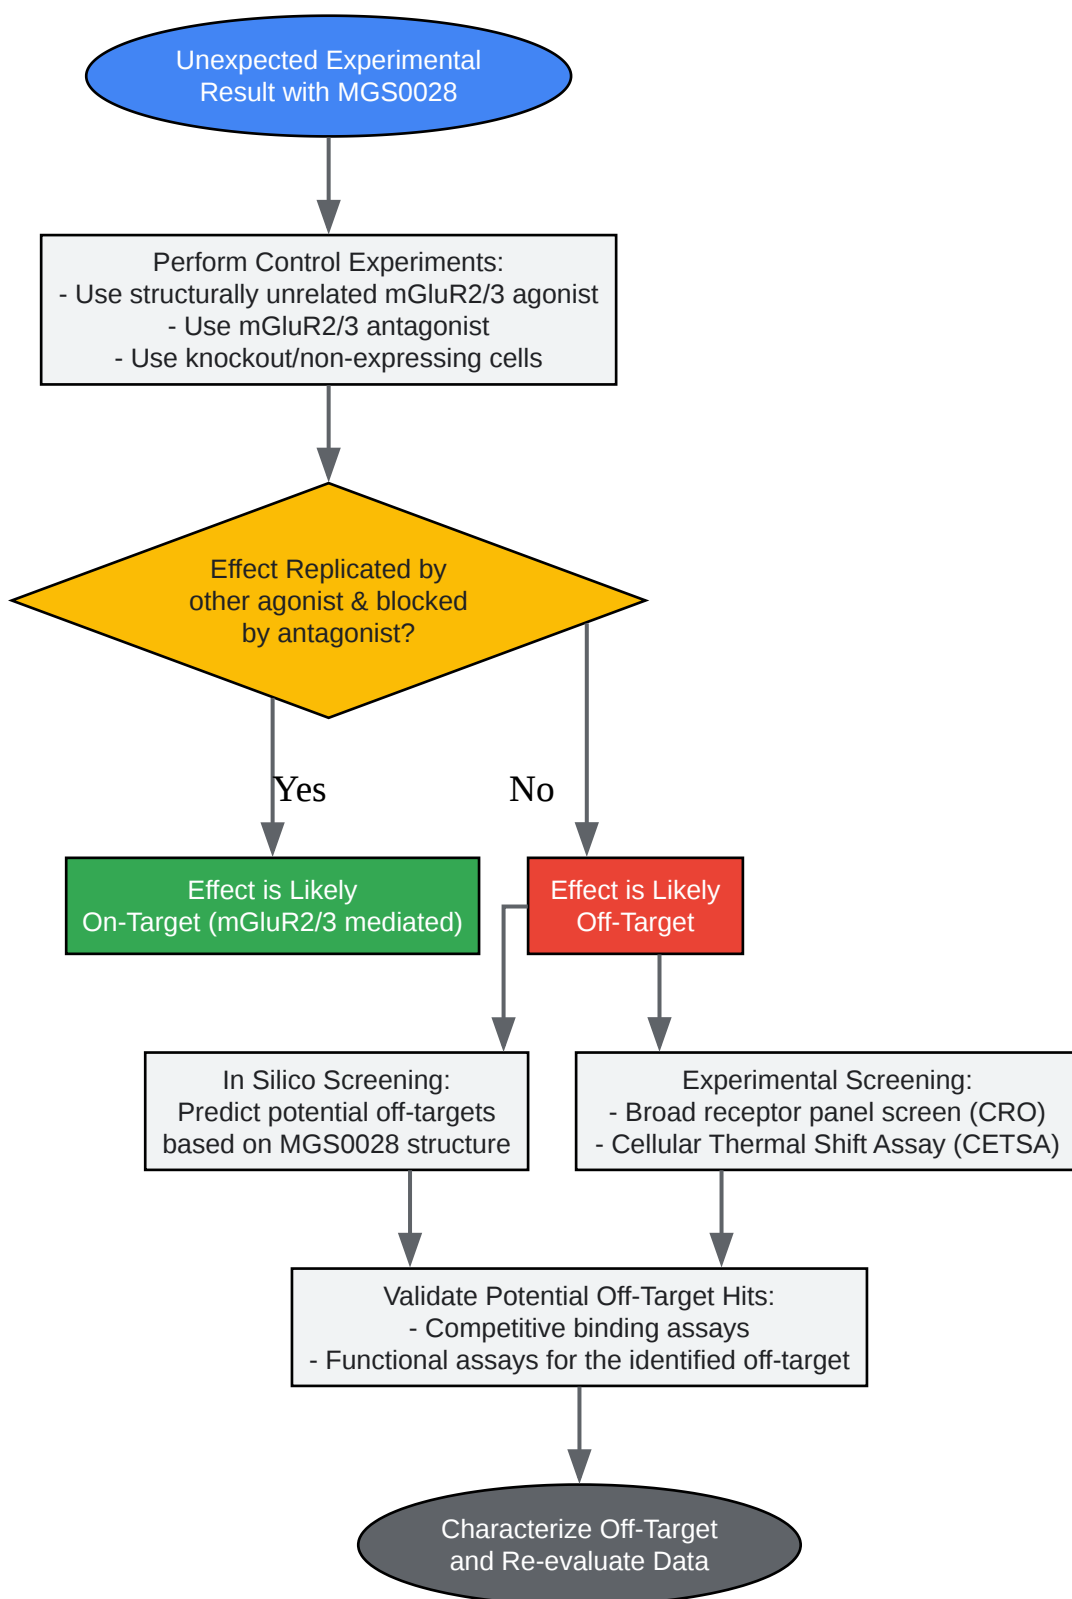 Unexpected Experimental
Result with MGS0028
Perform Control Experiments:
- Use structurally unrelated mGluR2/3 agonist
- Use mGluR2/3 antagonist
- Use knockout/non-expressing cells
Effect Replicated by
other agonist & blocked
by antagonist?
Yes
No
Effect is Likely
On-Target (mGluR2/3 mediated)
Effect is Likely
Off-Target
In Silico Screening:
Predict potential off-targets
based on MGS0028 structure
Experimental Screening:
- Broad receptor panel screen (CRO)
- Cellular Thermal Shift Assay (CETSA)
Validate Potential Off-Target Hits:
- Competitive binding assays
- Functional assays for the identified off-target
Characterize Off-Target
and Re-evaluate Data